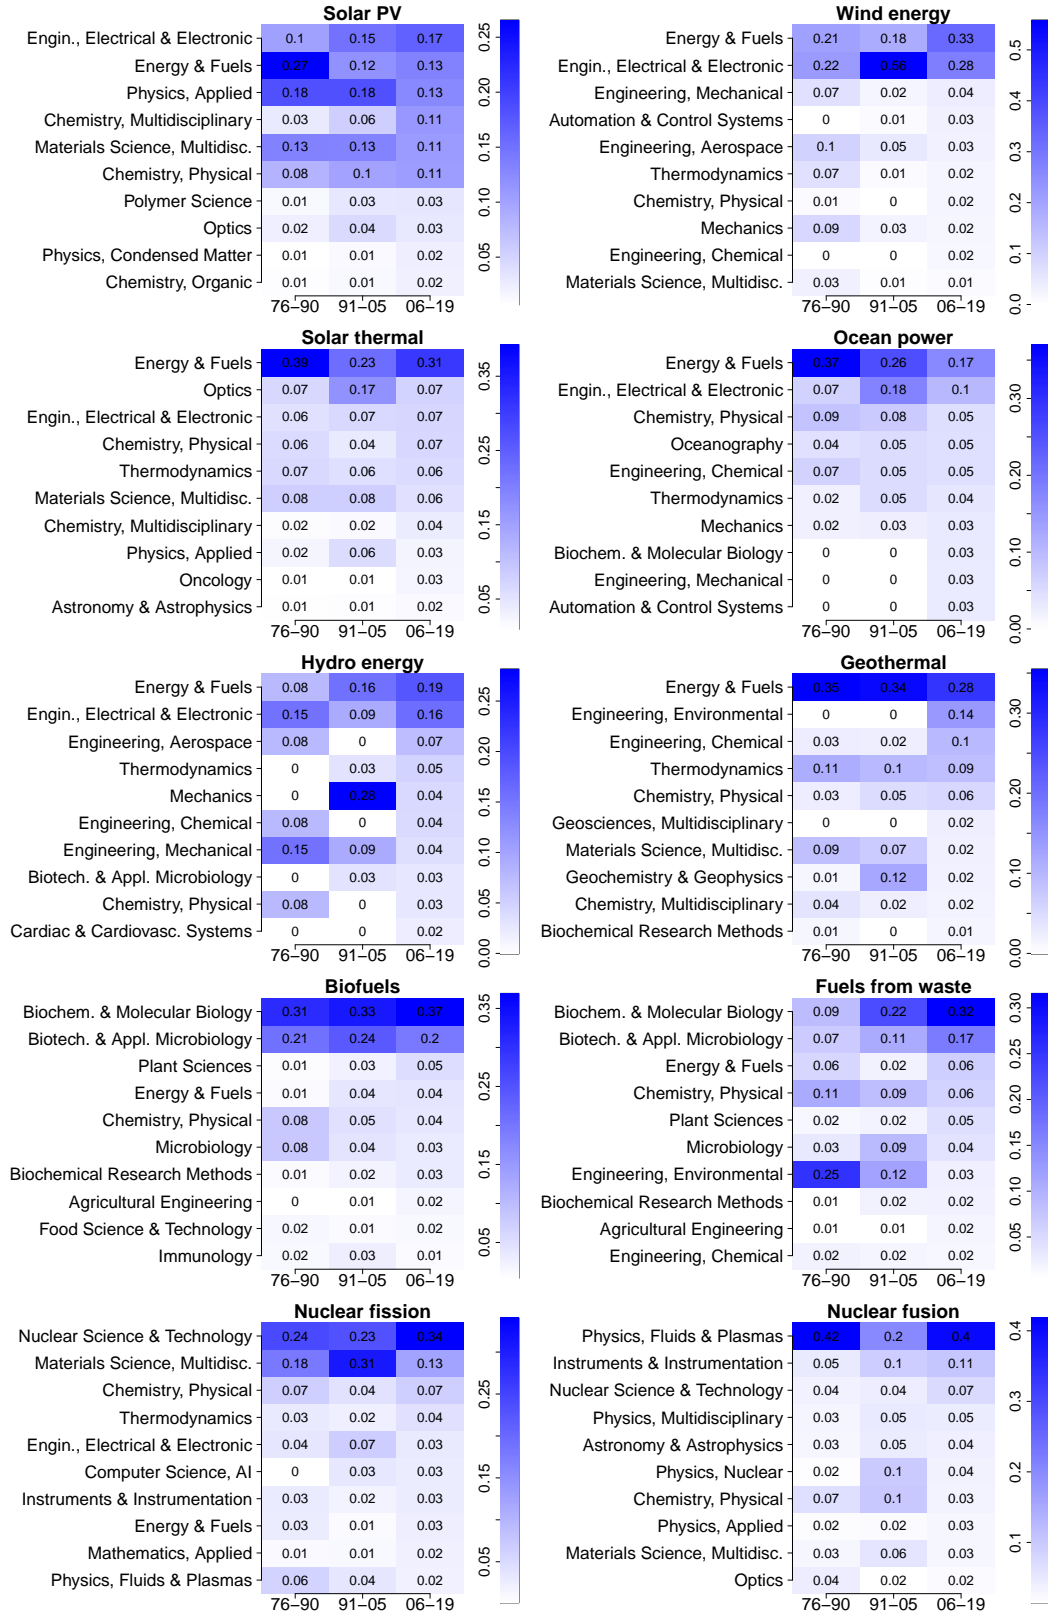 Solar PV
Engin., Electrical & Electronic 0.1 0.15 0.17
Energy & Fuels 0.27 0.12 0.13
Physics, Applied 0.18 0.18 0.13
Chemistry, Multidisciplinary 0.03 0.06 0.11
Materials Science, Multidisc. 0.13 0.13 0.11
Chemistry, Physical 0.08 0.1 0.11
Polymer Science 0.01 0.03 0.03
Optics 0.02 0.04 0.03
Physics, Condensed Matter 0.01 0.01 0.02
Chemistry, Organic 0.01 0.01 0.02
76−90 91−05 06−19
0.05 0.10 0.15 0.20 0.25
Wind energy
Energy & Fuels 0.21 0.18 0.33
Engin., Electrical & Electronic 0.22 0.56 0.28
Engineering, Mechanical 0.07 0.02 0.04
Automation & Control Systems 0 0.01 0.03
Engineering, Aerospace 0.1 0.05 0.03
Thermodynamics 0.07 0.01 0.02
Chemistry, Physical 0.01 0 0.02
Mechanics 0.09 0.03 0.02
Engineering, Chemical 0 0 0.02
Materials Science, Multidisc. 0.03 0.01 0.01
76−90 91−05 06−19
0.0 0.1 0.2 0.3 0.4 0.5
Solar thermal
Energy & Fuels 0.39 0.23 0.31
Optics 0.07 0.17 0.07
Engin., Electrical & Electronic 0.06 0.07 0.07
Chemistry, Physical 0.06 0.04 0.07
Thermodynamics 0.07 0.06 0.06
Materials Science, Multidisc. 0.08 0.08 0.06
Chemistry, Multidisciplinary 0.02 0.02 0.04
Physics, Applied 0.02 0.06 0.03
Oncology 0.01 0.01 0.03
Astronomy & Astrophysics 0.01 0.01 0.02
76−90 91−05 06−19
0.05 0.15 0.25 0.35
Ocean power
Energy & Fuels 0.37 0.26 0.17
Engin., Electrical & Electronic 0.07 0.18 0.1
Chemistry, Physical 0.09 0.08 0.05
Oceanography 0.04 0.05 0.05
Engineering, Chemical 0.07 0.05 0.05
Thermodynamics 0.02 0.05 0.04
Mechanics 0.02 0.03 0.03
Biochem. & Molecular Biology 0 0 0.03
Engineering, Mechanical 0 0 0.03
Automation & Control Systems 0 0 0.03
76−90 91−05 06−19
0.00 0.10 0.20 0.30
Hydro energy
Energy & Fuels 0.08 0.16 0.19
Engin., Electrical & Electronic 0.15 0.09 0.16
Engineering, Aerospace 0.08 0 0.07
Thermodynamics 0 0.03 0.05
Mechanics 0 0.28 0.04
Engineering, Chemical 0.08 0 0.04
Engineering, Mechanical 0.15 0.09 0.04
Biotech. & Appl. Microbiology 0 0.03 0.03
Chemistry, Physical 0.08 0 0.03
Cardiac & Cardiovasc. Systems 0 0 0.02
76−90 91−05 06−19
0.00 0.05 0.10 0.15 0.20 0.25
Geothermal
Energy & Fuels 0.35 0.34 0.28
Engineering, Environmental 0 0 0.14
Engineering, Chemical 0.03 0.02 0.1
Thermodynamics 0.11 0.1 0.09
Chemistry, Physical 0.03 0.05 0.06
Geosciences, Multidisciplinary 0 0 0.02
Materials Science, Multidisc. 0.09 0.07 0.02
Geochemistry & Geophysics 0.01 0.12 0.02
Chemistry, Multidisciplinary 0.04 0.02 0.02
Biochemical Research Methods 0.01 0 0.01
76−90 91−05 06−19
0.00 0.10 0.20 0.30
Biofuels
Biochem. & Molecular Biology 0.31 0.33 0.37
Biotech. & Appl. Microbiology 0.21 0.24 0.2
Plant Sciences 0.01 0.03 0.05
Energy & Fuels 0.01 0.04 0.04
Chemistry, Physical 0.08 0.05 0.04
Microbiology 0.08 0.04 0.03
Biochemical Research Methods 0.01 0.02 0.03
Agricultural Engineering 0 0.01 0.02
Food Science & Technology 0.02 0.01 0.02
Immunology 0.02 0.03 0.01
76−90 91−05 06−19
0.05 0.15 0.25 0.35
Fuels from waste
Biochem. & Molecular Biology 0.09 0.22 0.32
Biotech. & Appl. Microbiology 0.07 0.11 0.17
Energy & Fuels 0.06 0.02 0.06
Chemistry, Physical 0.11 0.09 0.06
Plant Sciences 0.02 0.02 0.05
Microbiology 0.03 0.09 0.04
Engineering, Environmental 0.25 0.12 0.03
Biochemical Research Methods 0.01 0.02 0.02
Agricultural Engineering 0.01 0.01 0.02
Engineering, Chemical 0.02 0.02 0.02
76−90 91−05 06−19
0.05 0.10 0.15 0.20 0.25 0.30
Nuclear fission
Nuclear Science & Technology 0.24 0.23 0.34
Materials Science, Multidisc. 0.18 0.31 0.13
Chemistry, Physical 0.07 0.04 0.07
Thermodynamics 0.03 0.02 0.04
Engin., Electrical & Electronic 0.04 0.07 0.03
Computer Science, AI 0 0.03 0.03
Instruments & Instrumentation 0.03 0.02 0.03
Energy & Fuels 0.03 0.01 0.03
Mathematics, Applied 0.01 0.01 0.02
Physics, Fluids & Plasmas 0.06 0.04 0.02
76−90 91−05 06−19
0.05 0.15 0.25
Nuclear fusion
Physics, Fluids & Plasmas 0.42 0.2 0.4
Instruments & Instrumentation 0.05 0.1 0.11
Nuclear Science & Technology 0.04 0.04 0.07
Physics, Multidisciplinary 0.03 0.05 0.05
Astronomy & Astrophysics 0.03 0.05 0.04
Physics, Nuclear 0.02 0.1 0.04
Chemistry, Physical 0.07 0.1 0.03
Physics, Applied 0.02 0.02 0.03
Materials Science, Multidisc. 0.03 0.06 0.03
Optics 0.04 0.02 0.02
76−90 91−05 06−19
0.1 0.2 0.3 0.4